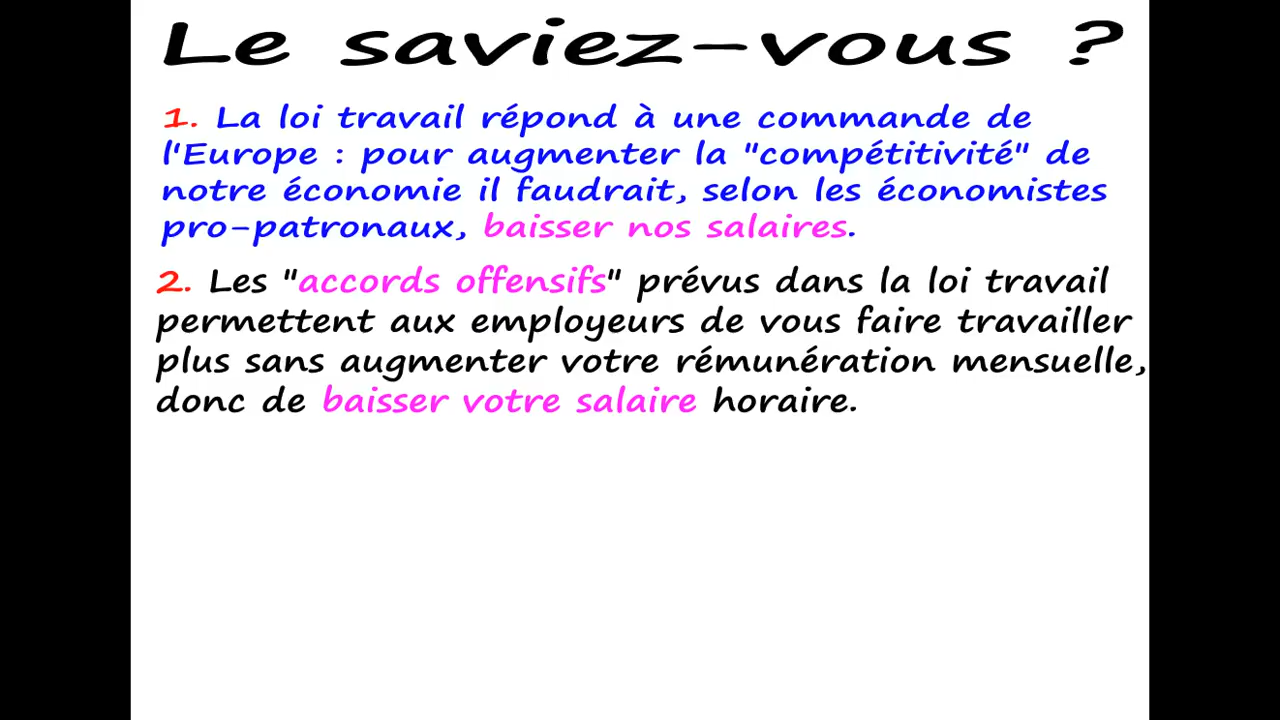 Le saviez-vous ?
1. La loi travail répond à une commande de
l'Europe : pour augmenter la "compétitivité" de
notre économie il faudrait, selon les économistes
pro-patronaux, baisser nos salaires.
2. Les "accords offensifs" prévus dans la loi travail
permettent aux employeurs de vous faire travailler
plus sans augmenter votre rémunération mensuelle,
donc de baisser votre salaire horaire.